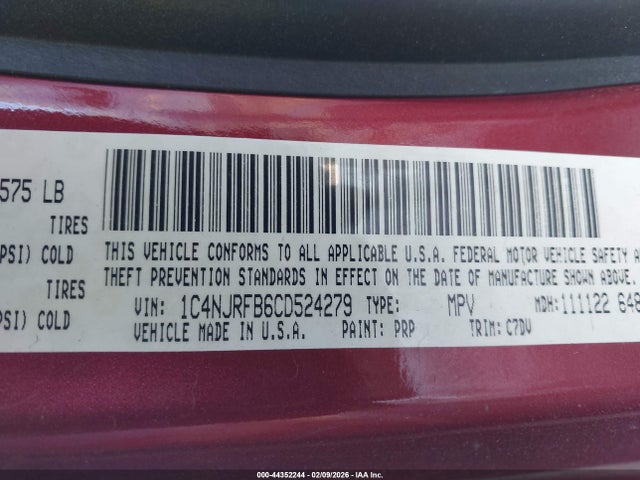 575 LB
TIRES
PSI) COLD
TIRES
PSI) COLD
THIS VEHICLE CONFORMS TO ALL APPLICABLE U.S.A. FEDERAL MOTOR VEHICLE SAFETY
THEFT PREVENTION STANDARDS IN EFFECT ON THE DATE OF MANUFACTURE SHOWN ABOVE.
VIN: 1C4NJRFB6CD524279 TYPE: MPV MDH: 111122 648
VEHICLE MADE IN U.S.A. PAINT: PRP TRIM: C7DV
000-44352244 - 02/09/2026 - IAA Inc.